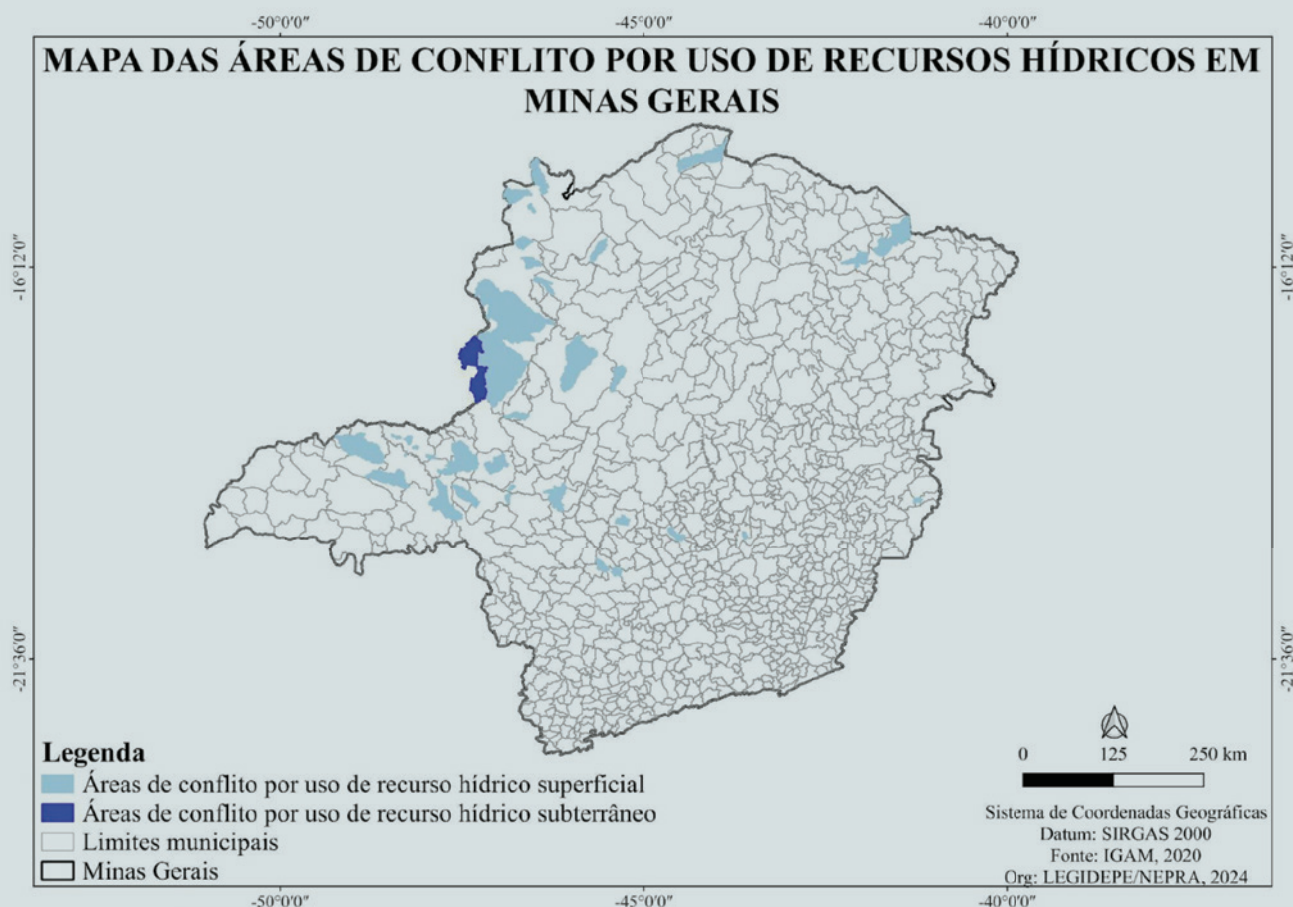 -50°0'0"
-45°0'0"
-40°0'0"
MAPA DAS ÁREAS DE CONFLITO POR USO DE RECURSOS HÍDRICOS EM
MINAS GERAIS
-16°12'0"
-16°12'0"
-21°36'0"
-21°36'0"
Legenda
Áreas de conflito por uso de recurso hídrico superficial
Áreas de conflito por uso de recurso hídrico subterrâneo
Limites municipais
Minas Gerais
0 125 250 km
Sistema de Coordenadas Geográficas
Datum: SIRGAS 2000
Fonte: IGAM, 2020
Org: LEGIDEPE/NEPRA, 2024
-50°0'0"
-45°0'0"
-40°0'0"